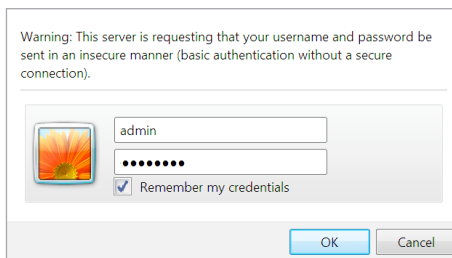 Warning: This server is requesting that your username and password be
sent in an insecure manner (basic authentication without a secure
connection).
admin
●●●●●●●●
Remember my credentials
OK
Cancel